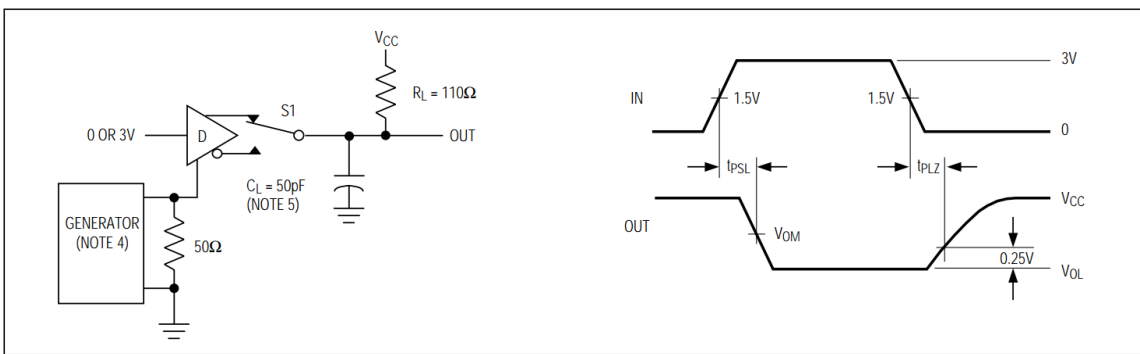 VCC
RL = 110Ω
S1
0 OR 3V
D
OUT
CL = 50pF
(NOTE 5)
GENERATOR
(NOTE 4)
50Ω
3V
IN
1.5V
1.5V
0
tPSL
tPLZ
VCC
OUT
VOM
0.25V
VOL